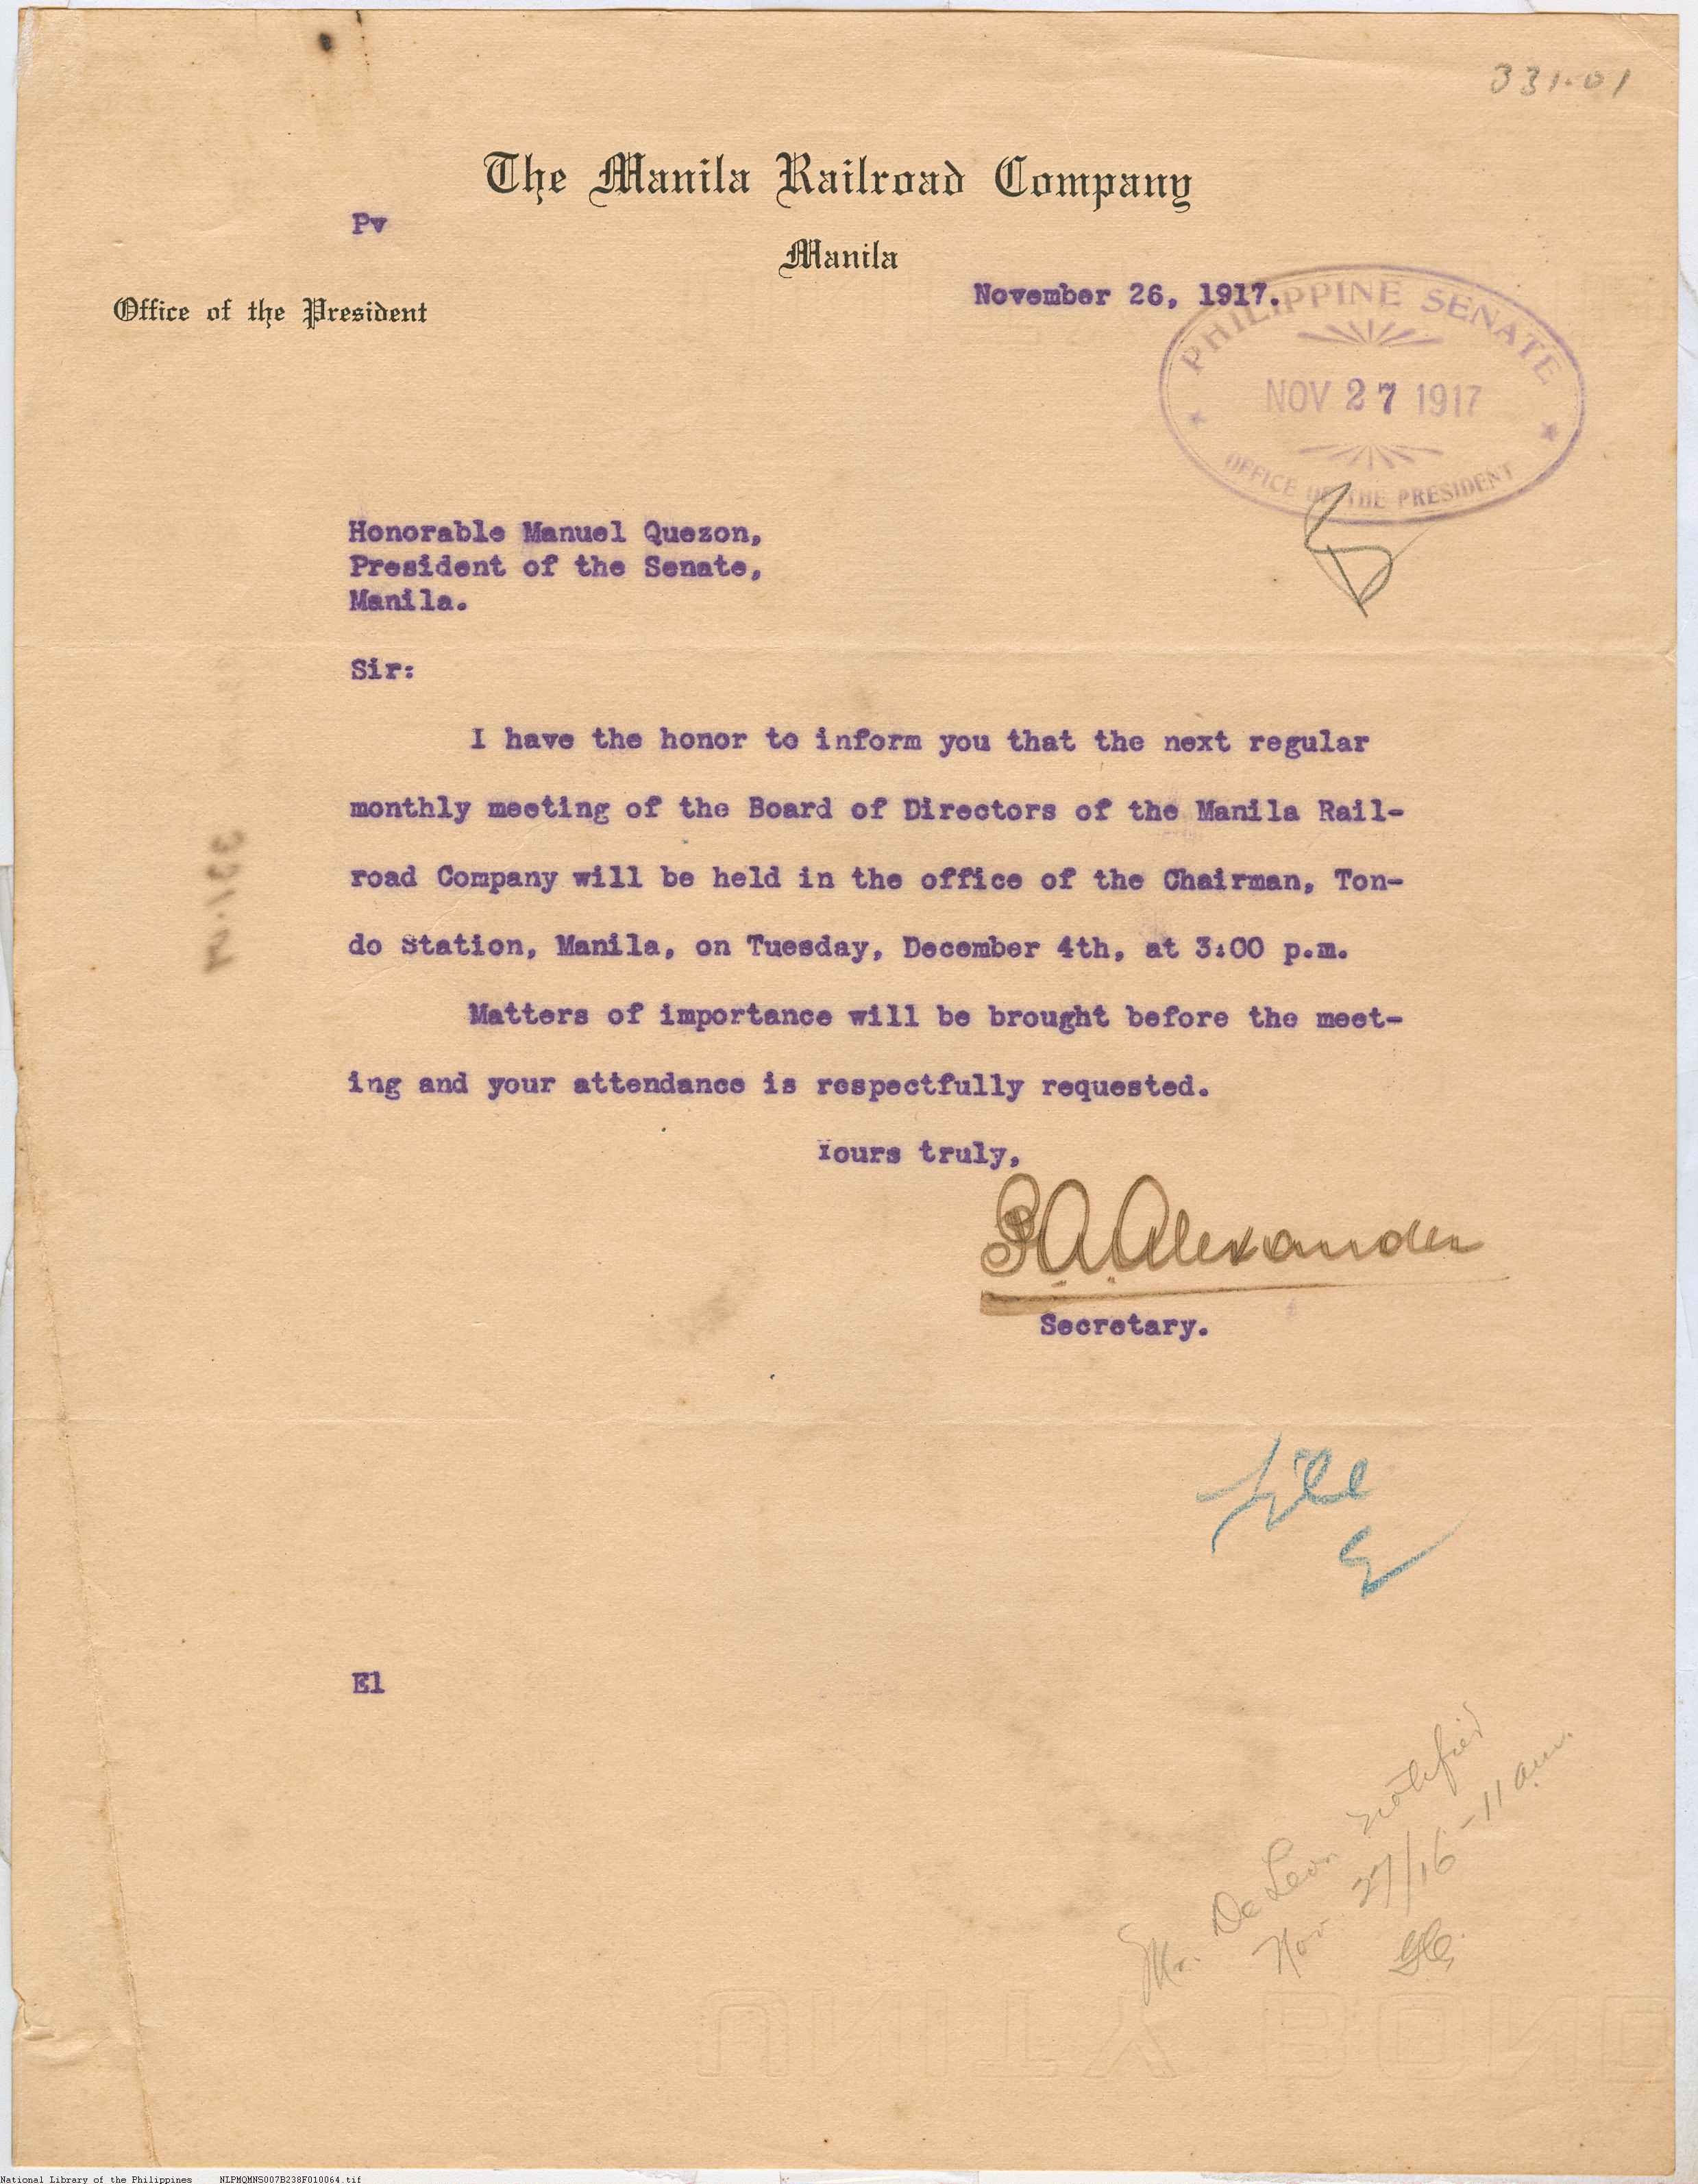 331-01
The Manila Railroad Company
Pv
Manila
November 26, 1917.
Office of the President
PHILIPPINE SENATE
NOV 27 1917
OFFICE OF THE PRESIDENT
Honorable Manuel Quezon,
President of the Senate,
Manila.
Sir:
I have the honor to inform you that the next regular
monthly meeting of the Board of Directors of the Manila Rail-
road Company will be held in the office of the Chairman, Ton-
do Station, Manila, on Tuesday, December 4th, at 3:00 p.m.
Matters of importance will be brought before the meet-
ing and your attendance is respectfully requested.
Yours truly,
Alexander
Secretary.
file
El
Mr. De Leon notified
Nov. 27/16 - 11 am.
UNITY BOND
National Library of the Philippines NLPMQMNS007B238F010064.tif